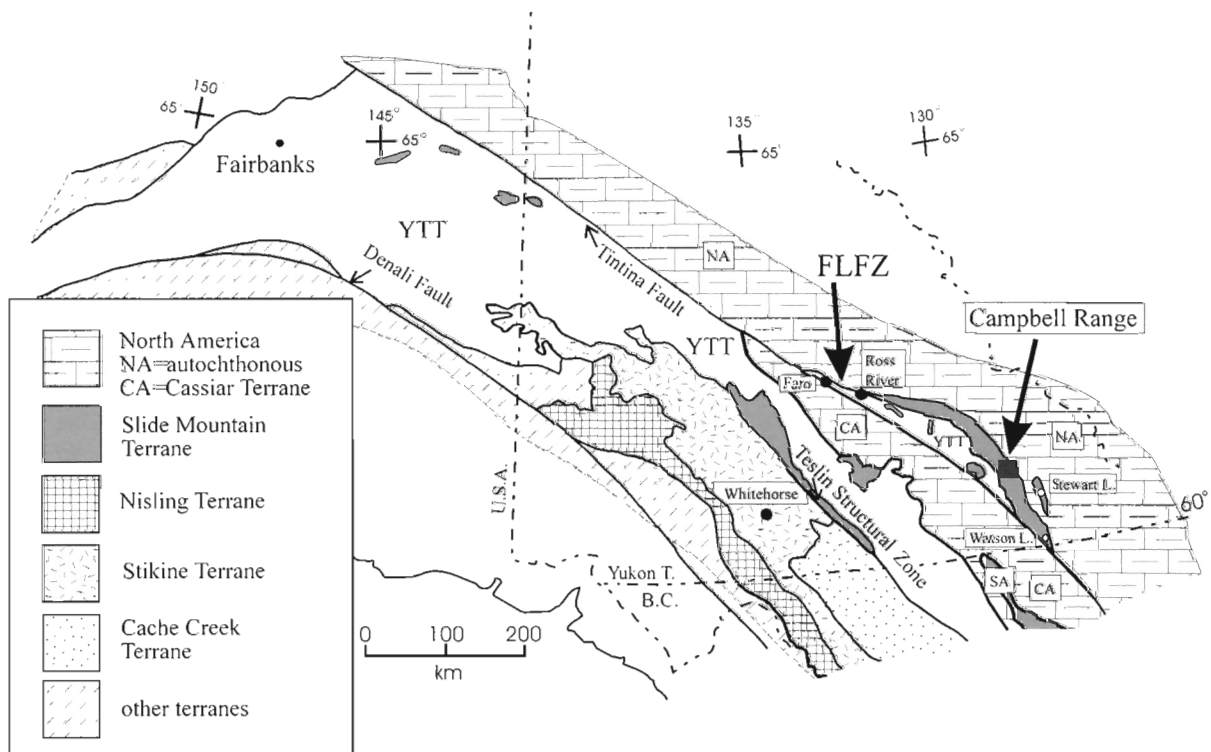 150°
65°
145°
65°
135°
65°
130°
65°
Fairbanks
YTT
Denali Fault
Tintina Fault
NA
FLFZ
Campbell Range
YTT
Ross
River
Faro
CA
YTT
NA
Stewart L.
Teslin Structural Zone
Whitehorse
Watson L.
60°
U.S.A.
Yukon T.
B.C.
SA
CA
0 100 200
km
North America
NA=autochthonous
CA=Cassiar Terrane
Slide Mountain
Terrane
Nisling Terrane
Stikine Terrane
Cache Creek
Terrane
other terranes